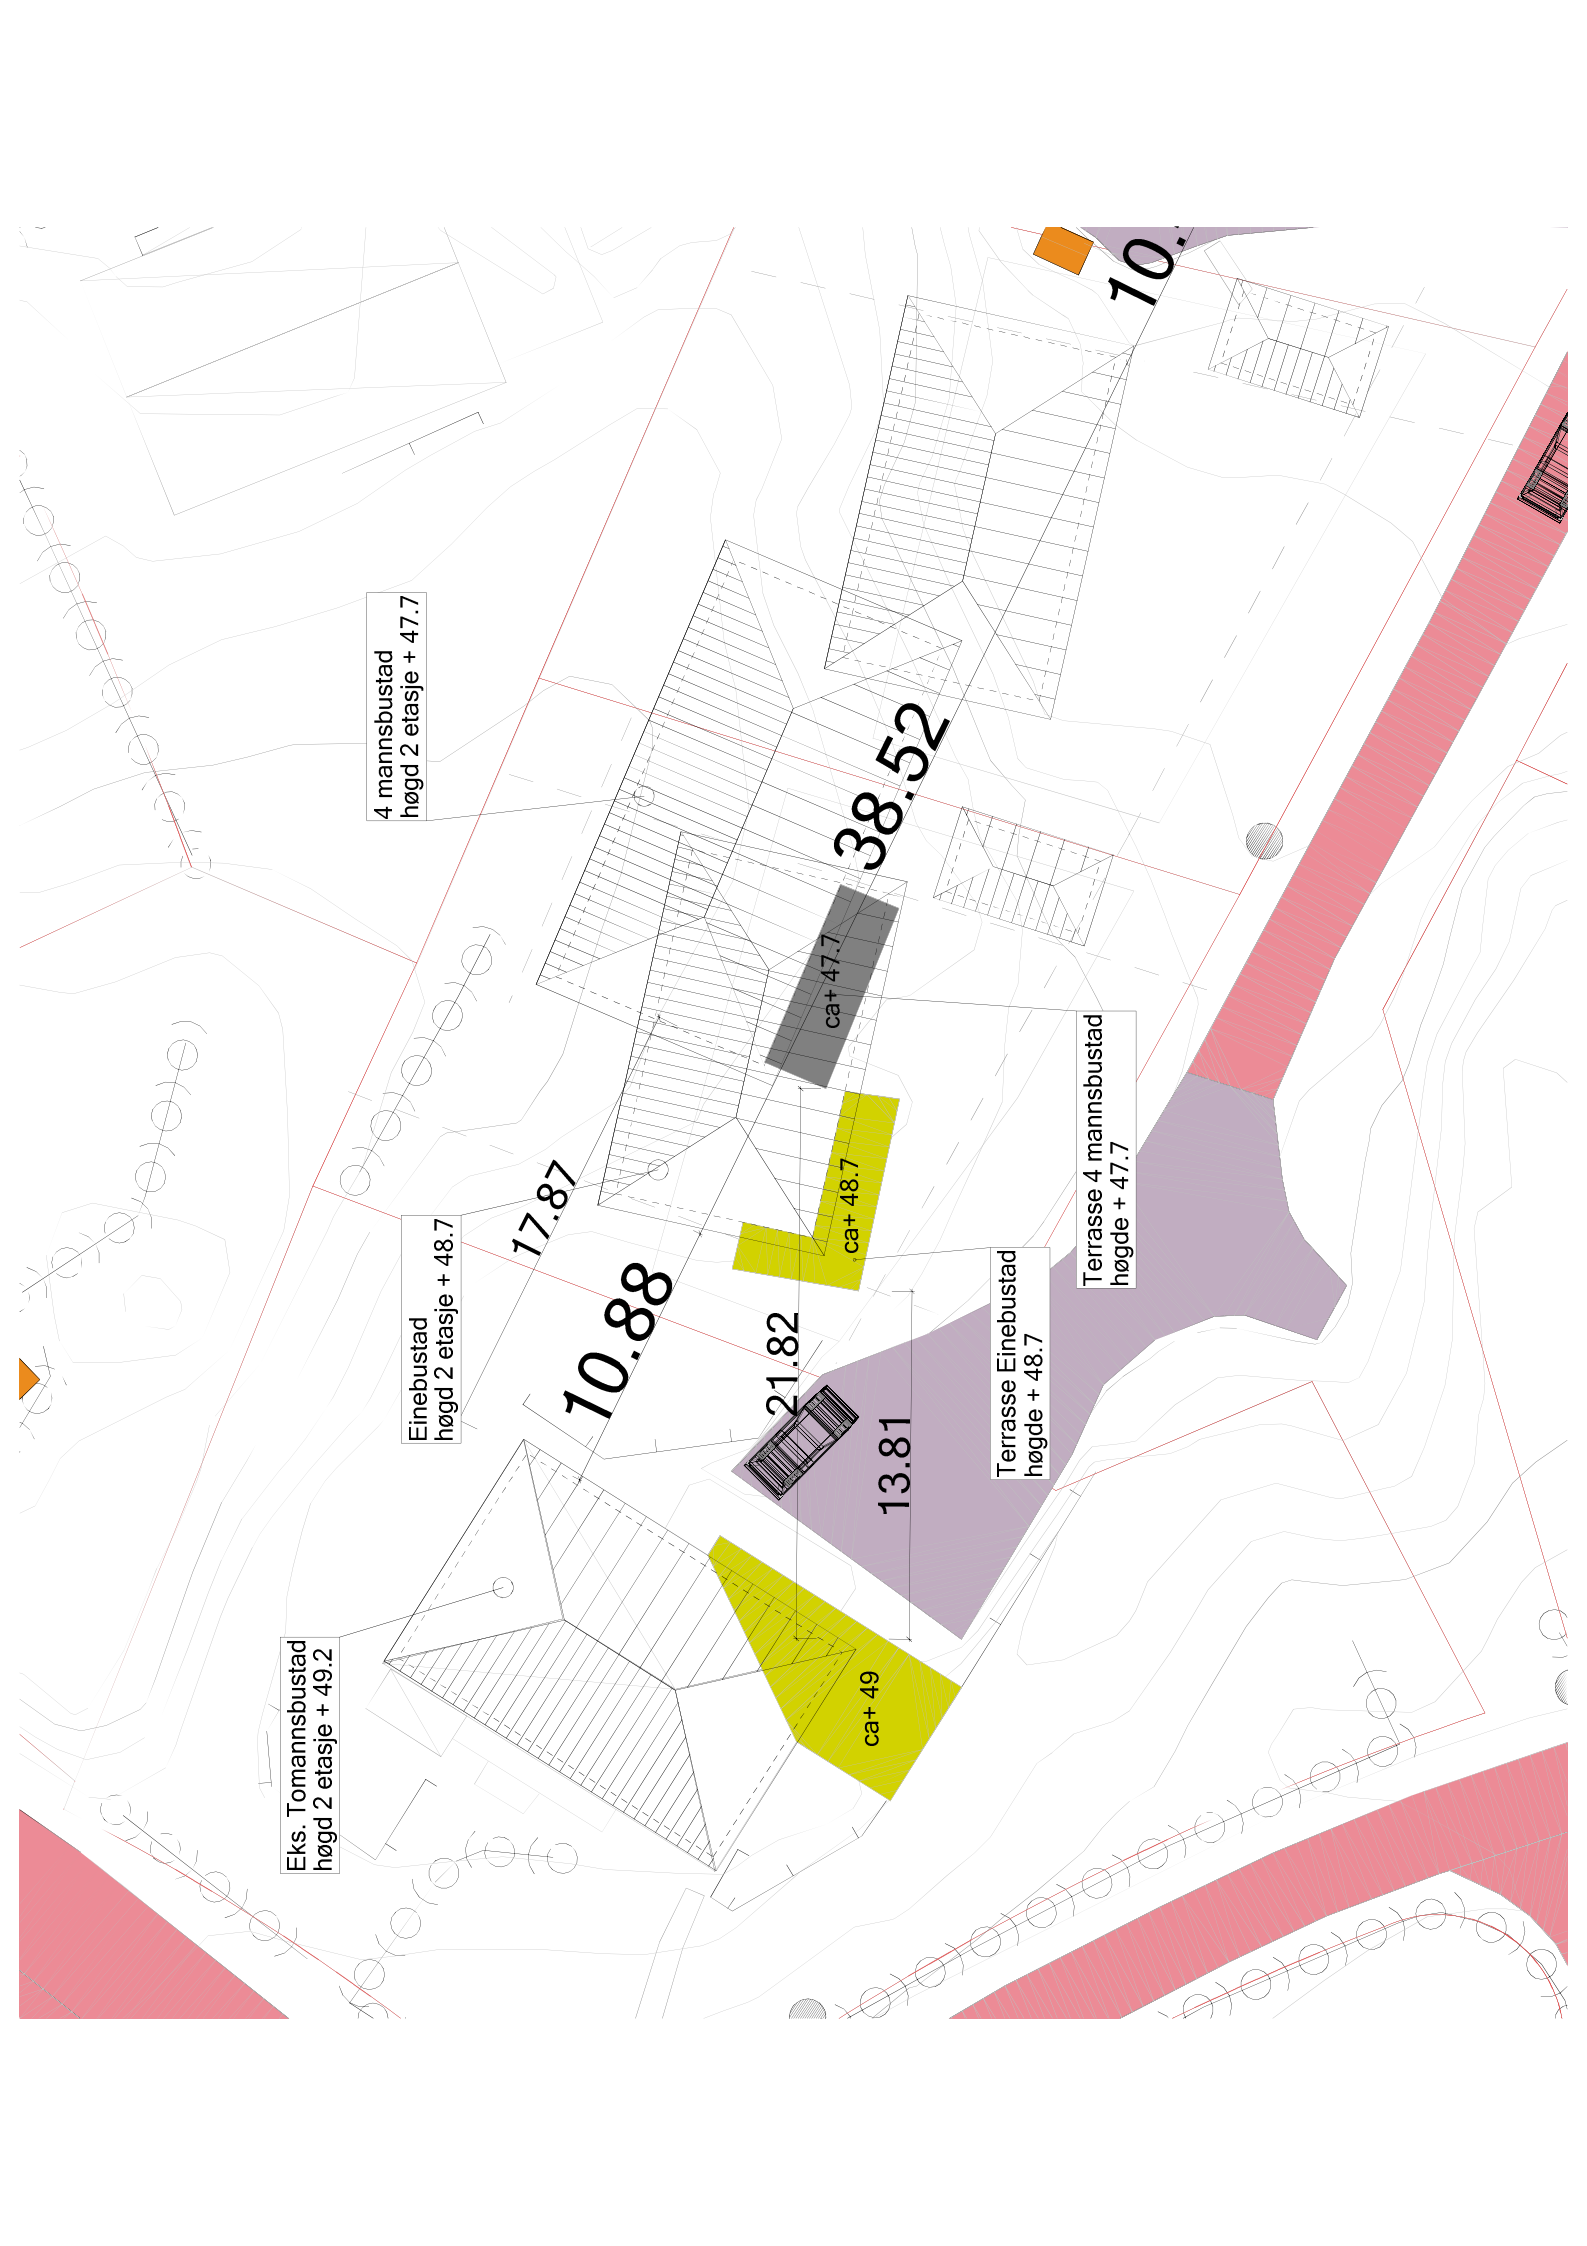 4 mannsbustad
høgd 2 etasje + 47.7
10.
38.52
ca+ 47.7
Terrasse 4 mannsbustad
høgde + 47.7
17.87
ca+ 48.7
Einebustad
høgd 2 etasje + 48.7
10.88
21.82
Terrasse Einebustad
høgde + 48.7
13.81
Eks. Tomannsbustad
høgd 2 etasje + 49.2
ca+ 49